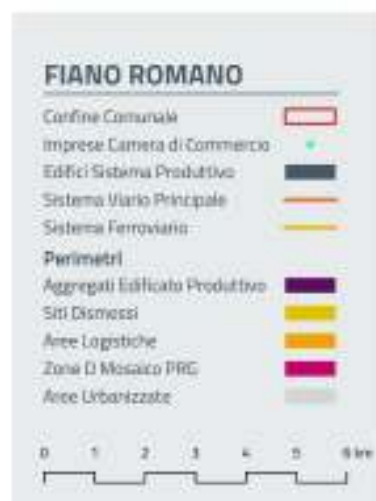 FIANO ROMANO
Confine Comunale
Imprese Camera di Commercio
Edifici Sistema Produttivo
Sistema Viario Principale
Sistema Ferroviario
Perimetri
Aggregati Edificato Produttivo
Siti Dismessi
Aree Logistiche
Zone D Mosaico PRG
Aree Urbanizzate
0 1 2 3 4 5 6 km